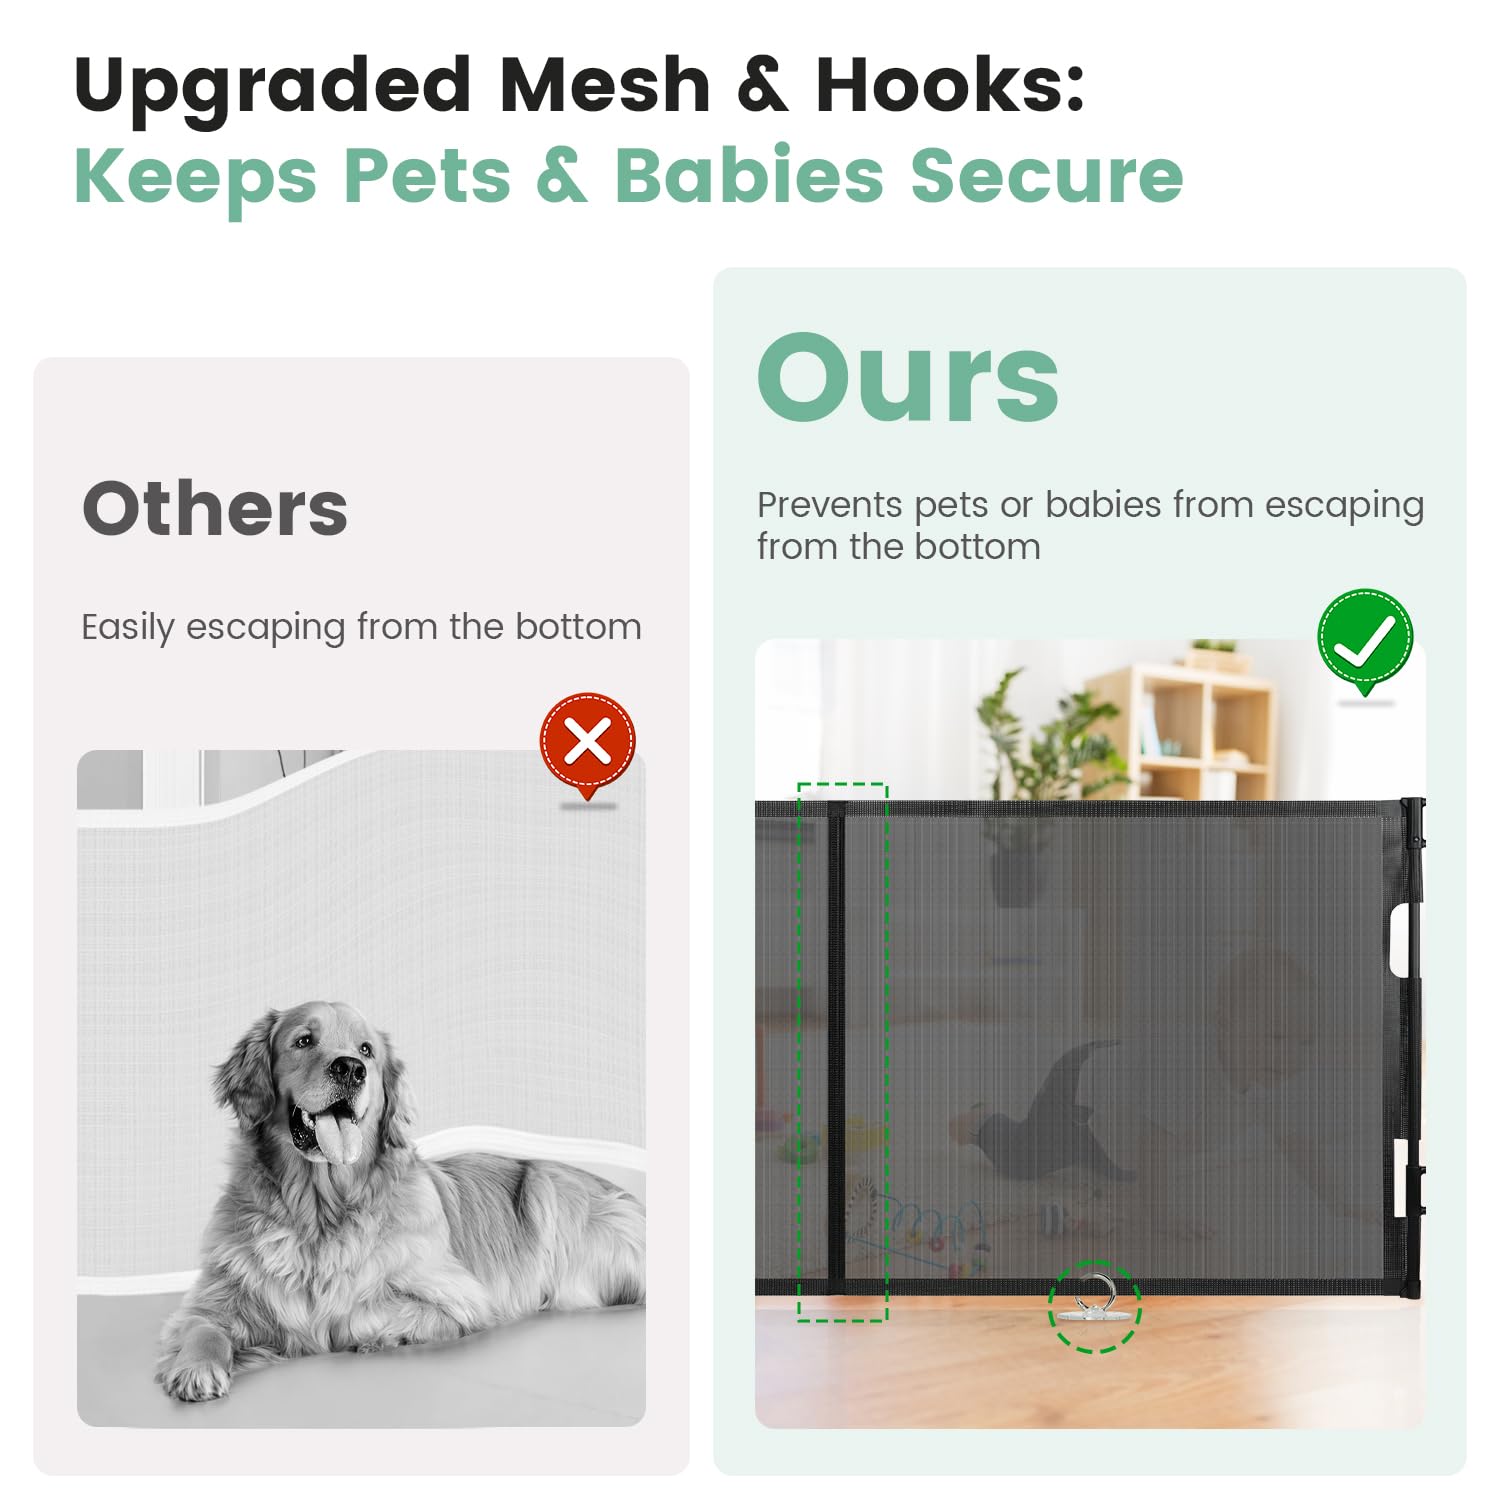 Upgraded Mesh & Hooks:
Keeps Pets & Babies Secure
Others
Easily escaping from the bottom
Ours
Prevents pets or babies from escaping
from the bottom